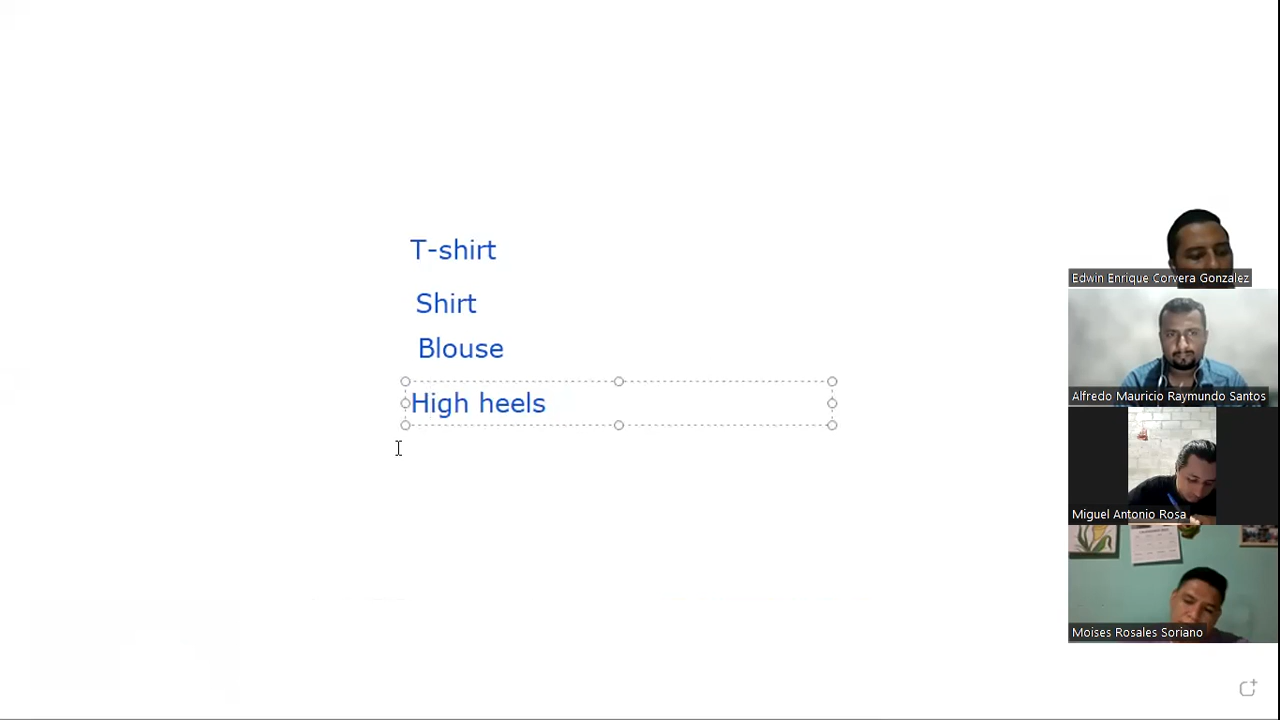 T-shirt
Shirt
Blouse
High heels
Edwin Enrique Corvera Gonzalez
Alfredo Mauricio Raymundo Santos
Miguel Antonio Rosa
Moises Rosales Soriano